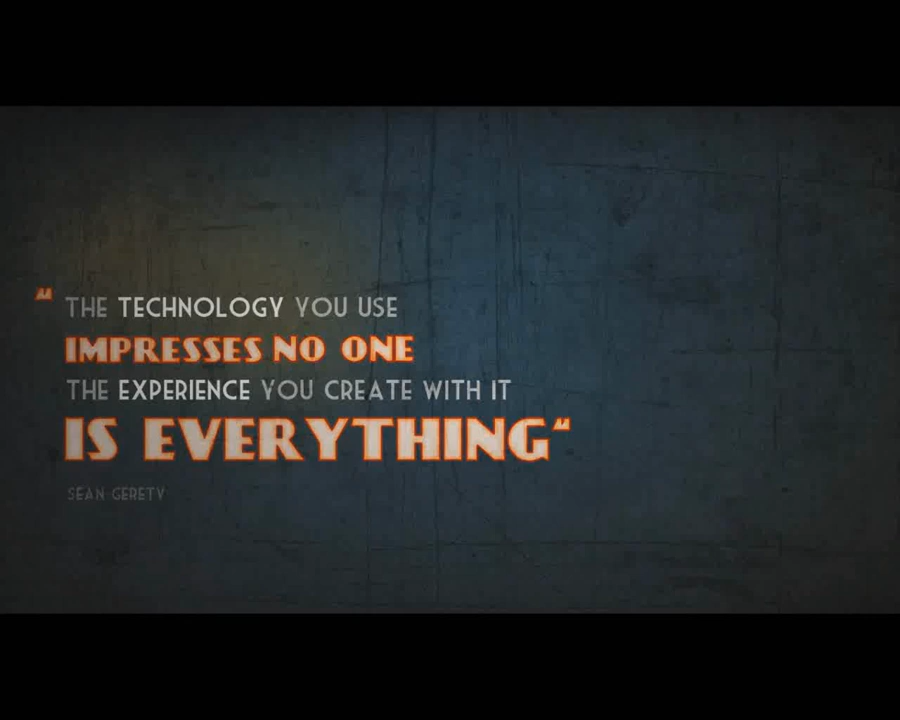 “THE TECHNOLOGY YOU USE
IMPRESSES NO ONE
THE EXPERIENCE YOU CREATE WITH IT
IS EVERYTHING“
SEAN GERETY